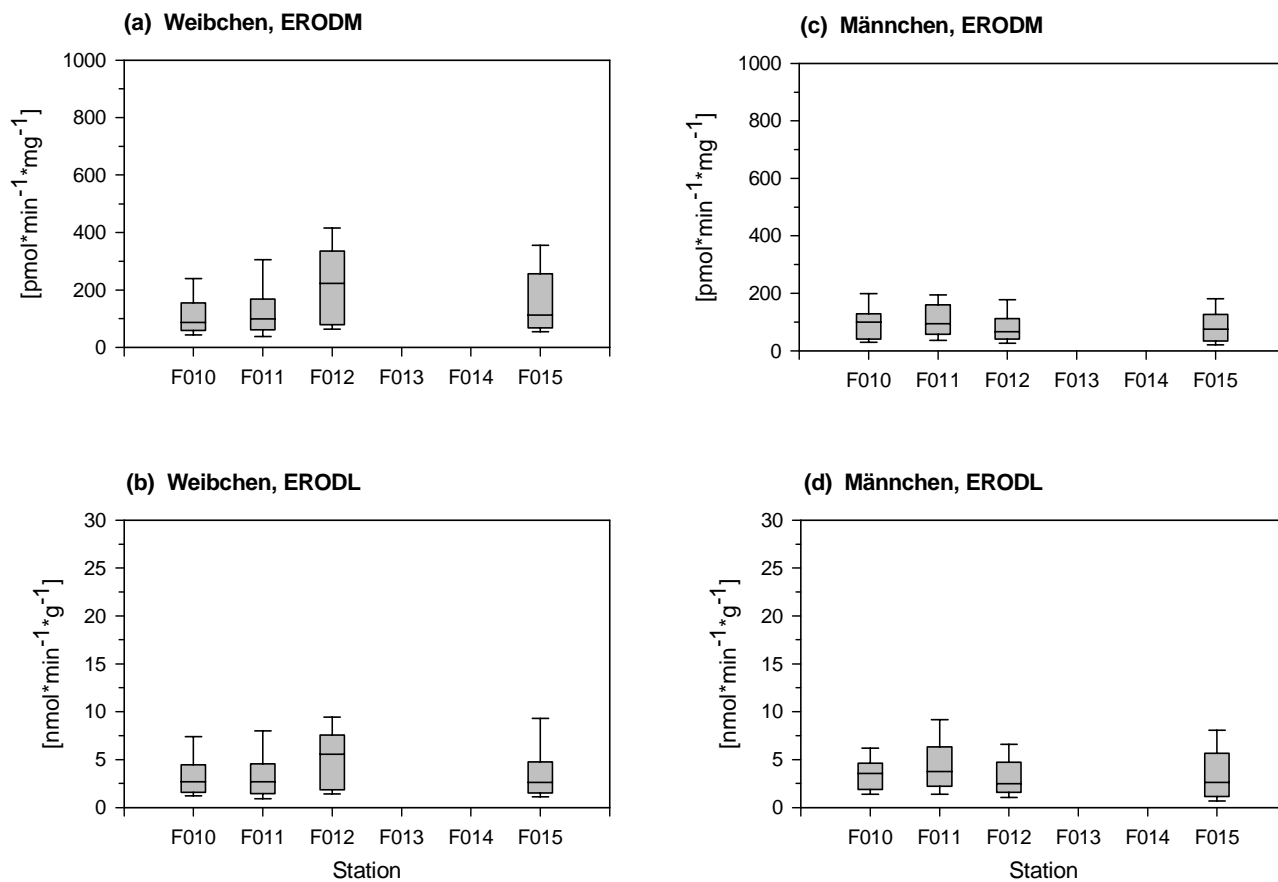 (a) Weibchen, ERODM
[pmol*min⁻¹*mg⁻¹]
1000
800
600
400
200
0
F010 F011 F012 F013 F014 F015
(c) Männchen, ERODM
[pmol*min⁻¹*mg⁻¹]
1000
800
600
400
200
0
F010 F011 F012 F013 F014 F015
(b) Weibchen, ERODL
[nmol*min⁻¹*g⁻¹]
30
25
20
15
10
5
0
F010 F011 F012 F013 F014 F015
Station
(d) Männchen, ERODL
[nmol*min⁻¹*g⁻¹]
30
25
20
15
10
5
0
F010 F011 F012 F013 F014 F015
Station